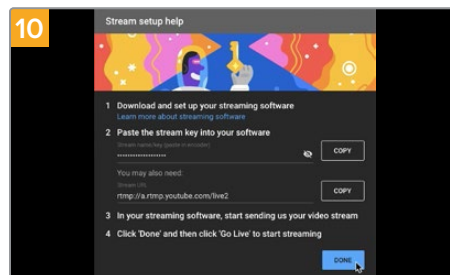 10
Stream setup help
1 Download and set up your streaming software
Learn more about streaming software
2 Paste the stream key into your software
Stream name/key (paste in encoder)
••••••••••••••••••••
COPY
You may also need:
Stream URL
rtmp://a.rtmp.youtube.com/live2
COPY
3 In your streaming software, start sending us your video stream
4 Click 'Done' and then click 'Go Live' to start streaming
DONE